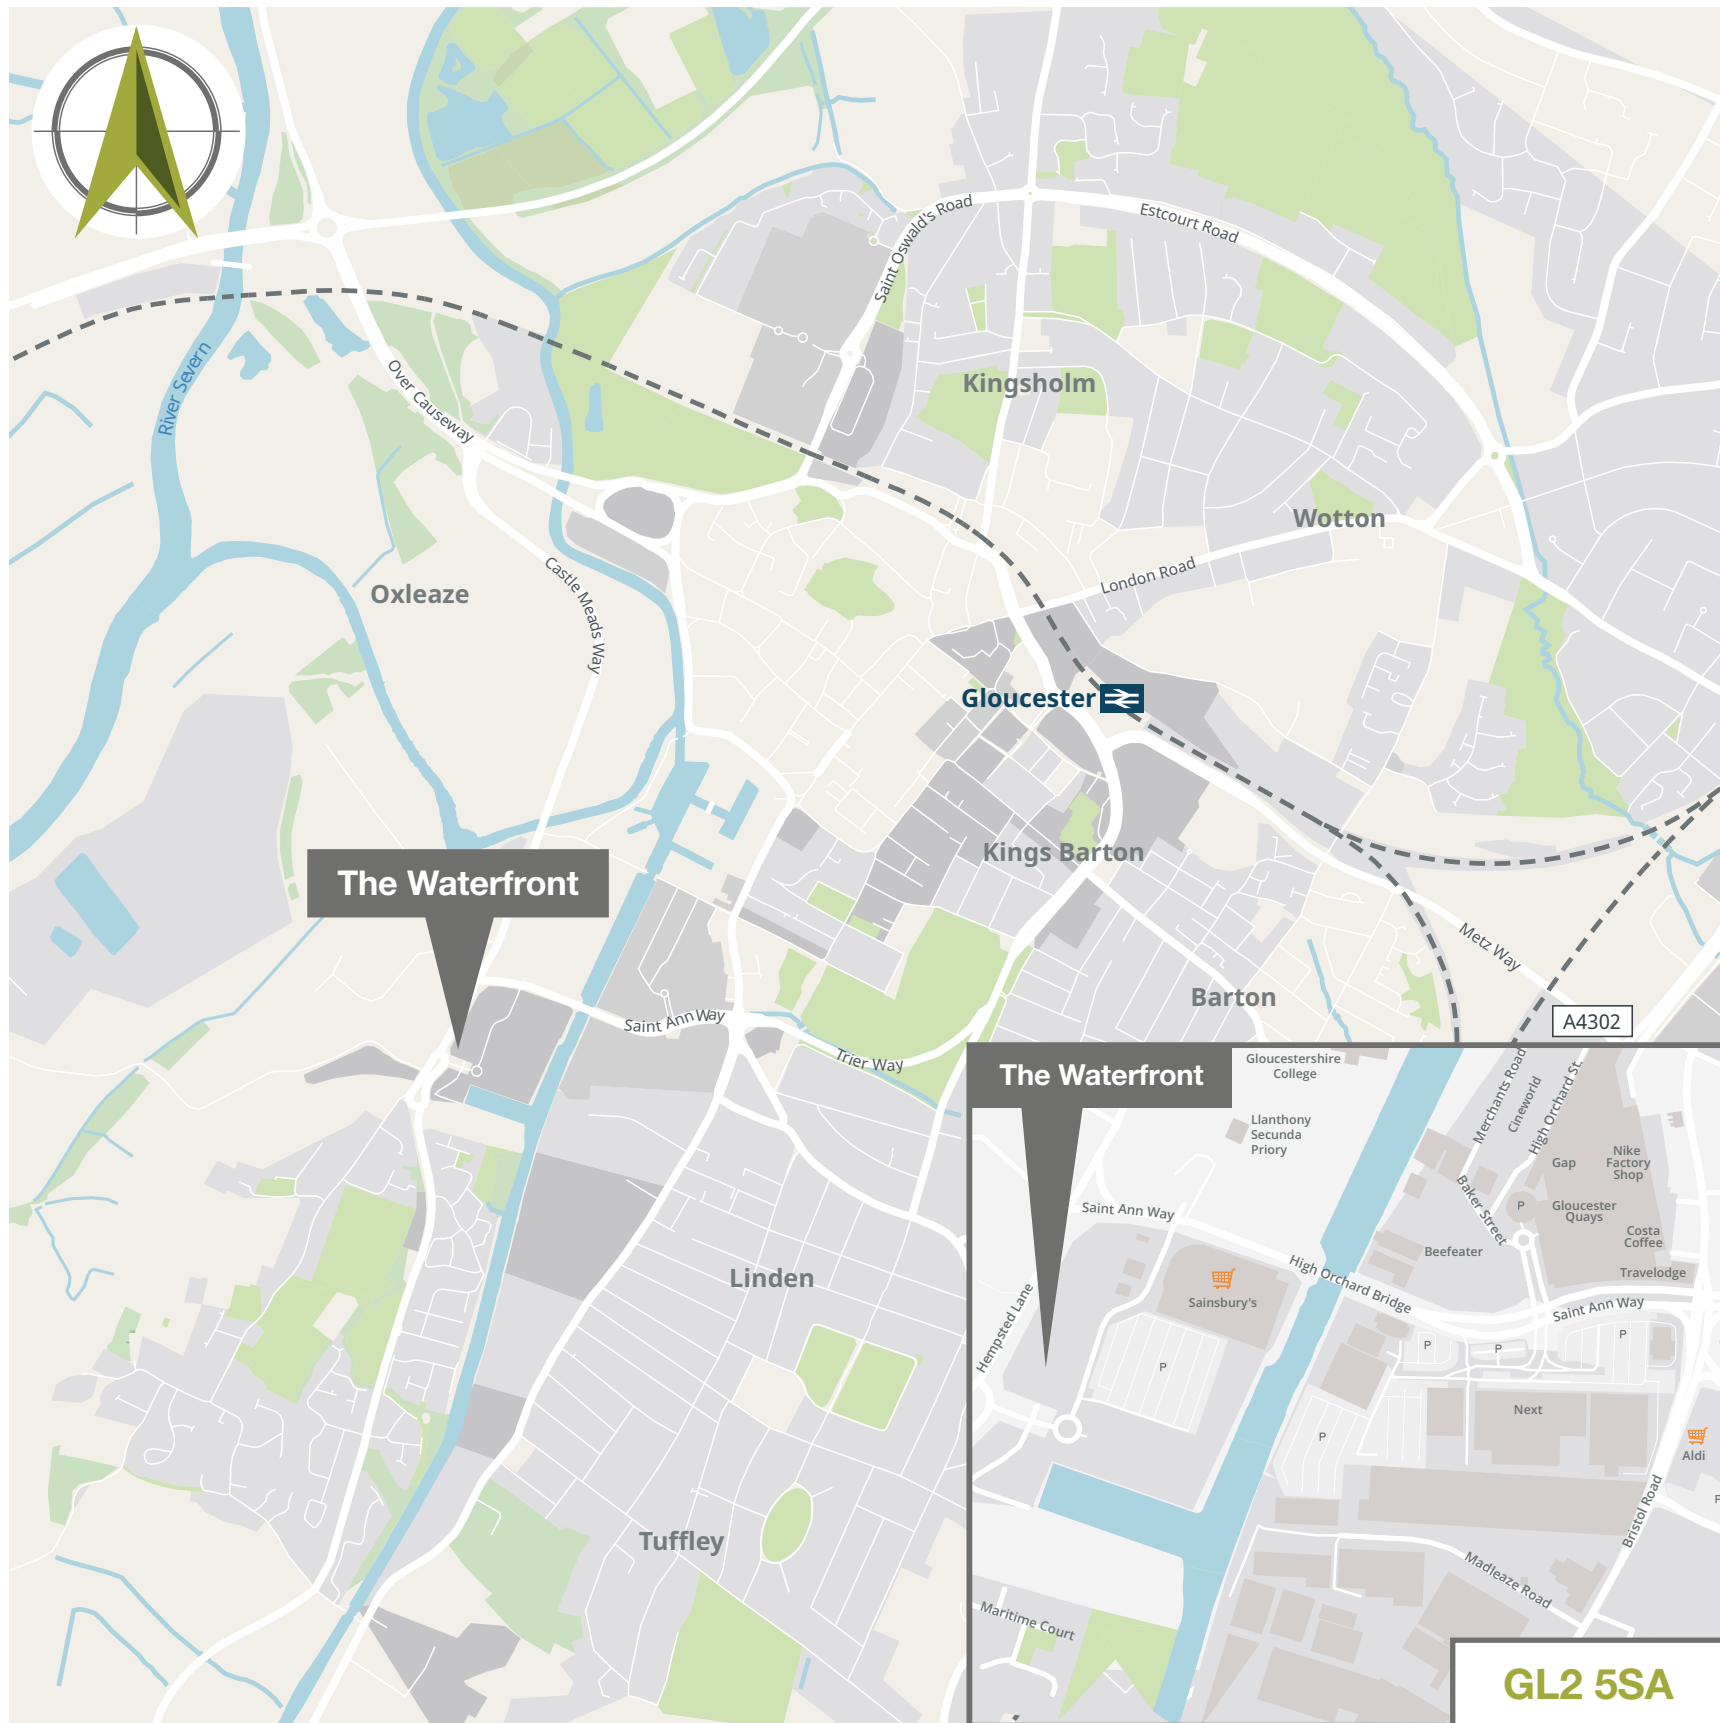 Saint Oswald's Road
Estcourt Road
River Severn
Over Causeway
Kingsholm
Wotton
London Road
Oxleaze
Castle Meads Way
Gloucester
Kings Barton
The Waterfront
Metz Way
Barton
A4302
Saint Ann Way
Trier Way
Linden
Tuffley
The Waterfront
Gloucestershire
College
Llanthony
Secunda
Priory
Merchants Road
Cineworld
High Orchard St.
Gap
Nike
Factory
Shop
Baker Street
P
Gloucester
Quays
Costa
Coffee
Beefeater
Travelodge
Saint Ann Way
High Orchard Bridge
Saint Ann Way
Hempsted Lane
Sainsbury's
P
P
P
P
P
Next
Aldi
Bristol Road
Madleaze Road
Maritime Court
GL2 5SA